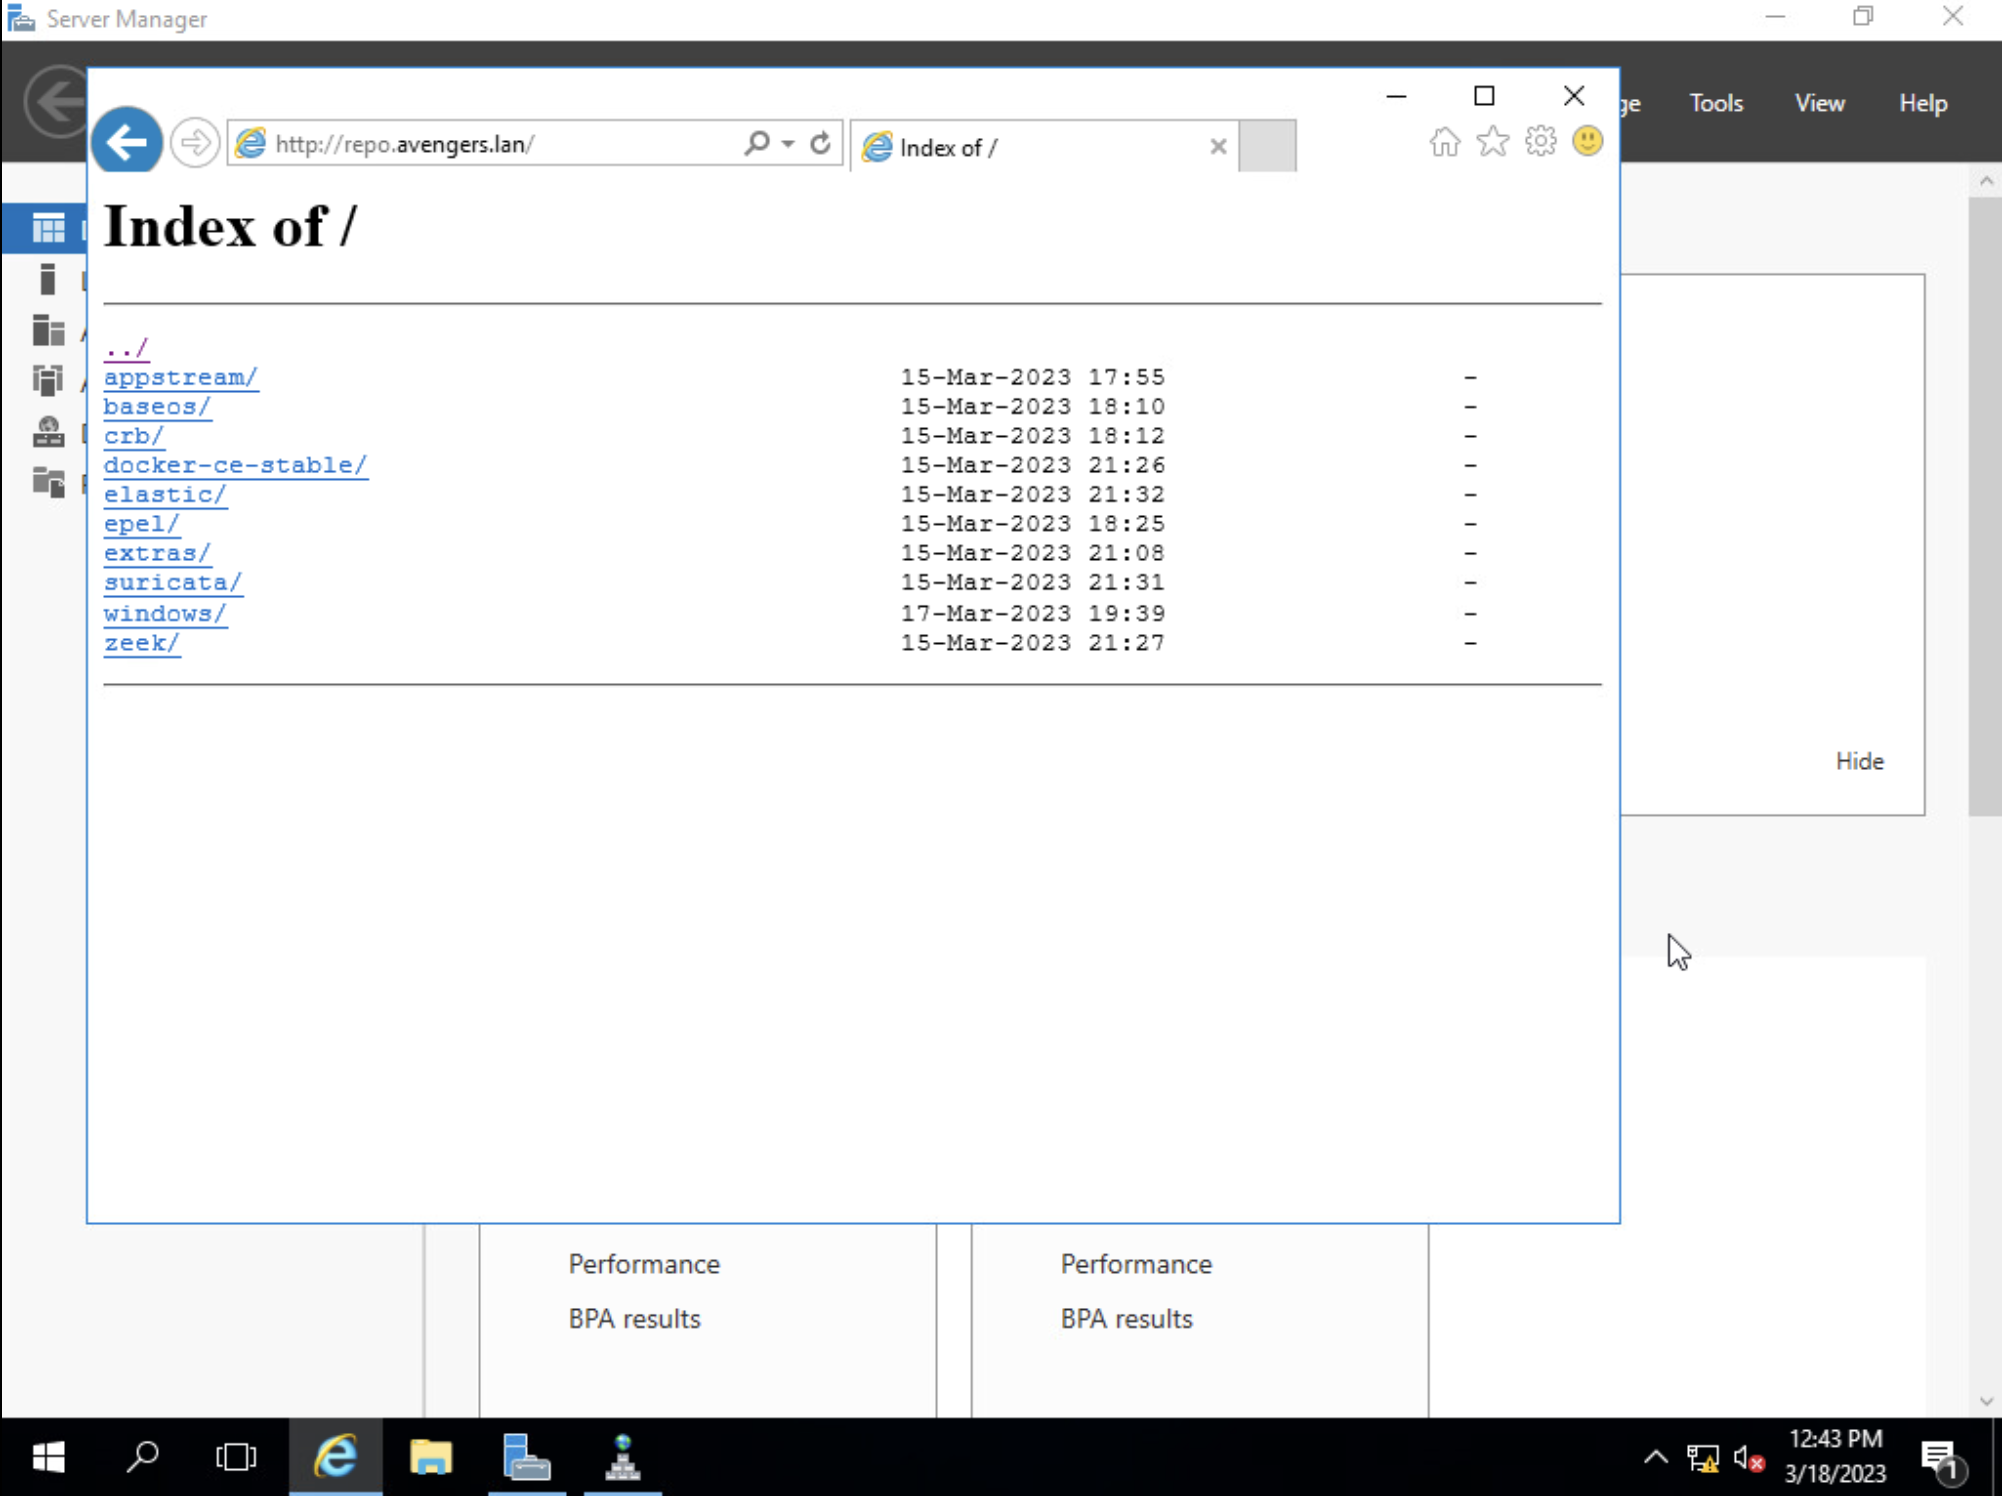 Server Manager
Tools View Help
http://repo.avengers.lan/
Index of /
Index of /
../
appstream/ 15-Mar-2023 17:55 -
baseos/ 15-Mar-2023 18:10 -
crb/ 15-Mar-2023 18:12 -
docker-ce-stable/ 15-Mar-2023 21:26 -
elastic/ 15-Mar-2023 21:32 -
epel/ 15-Mar-2023 18:25 -
extras/ 15-Mar-2023 21:08 -
suricata/ 15-Mar-2023 21:31 -
windows/ 17-Mar-2023 19:39 -
zeek/ 15-Mar-2023 21:27 -
Hide
Performance Performance
BPA results BPA results
12:43 PM
3/18/2023
1